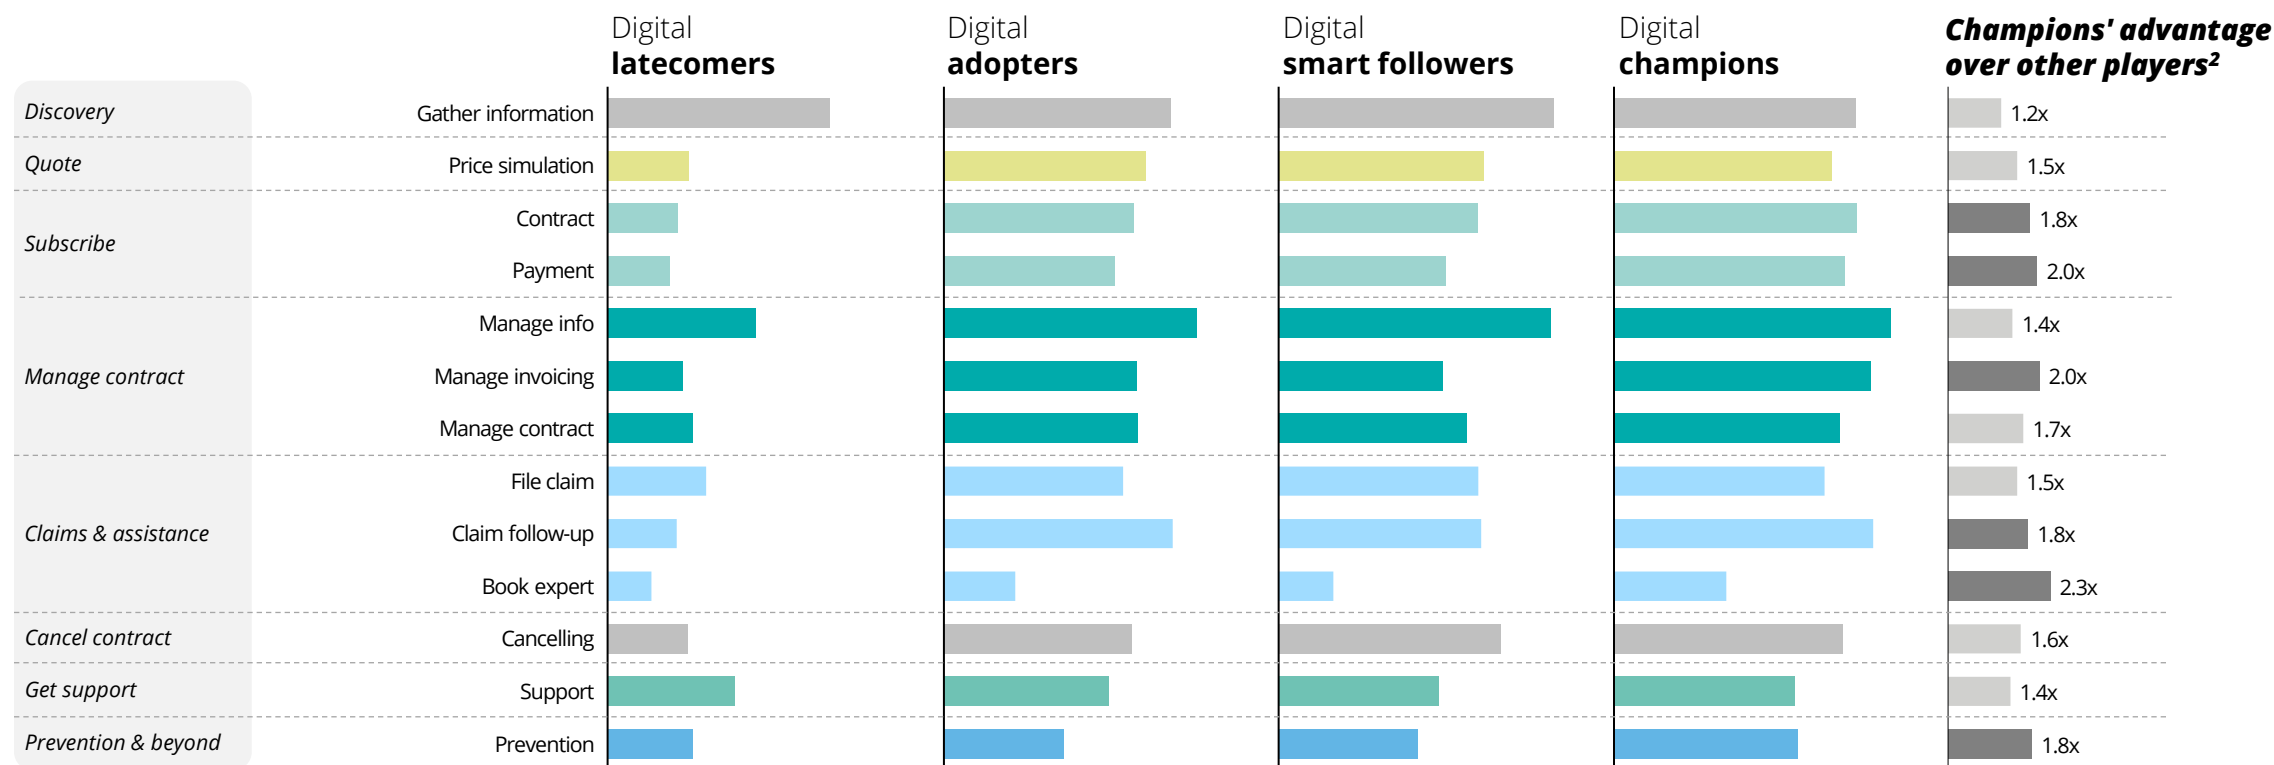 Digital
latecomers
Digital
adopters
Digital
smart followers
Digital
champions
Champions' advantage
over other players²
Discovery
Gather information
1.2x
Quote
Price simulation
1.5x
Subscribe
Contract
1.8x
Payment
2.0x
Manage contract
Manage info
1.4x
Manage invoicing
2.0x
Manage contract
1.7x
Claims & assistance
File claim
1.5x
Claim follow-up
1.8x
Book expert
2.3x
Cancel contract
Cancelling
1.6x
Get support
Support
1.4x
Prevention & beyond
Prevention
1.8x